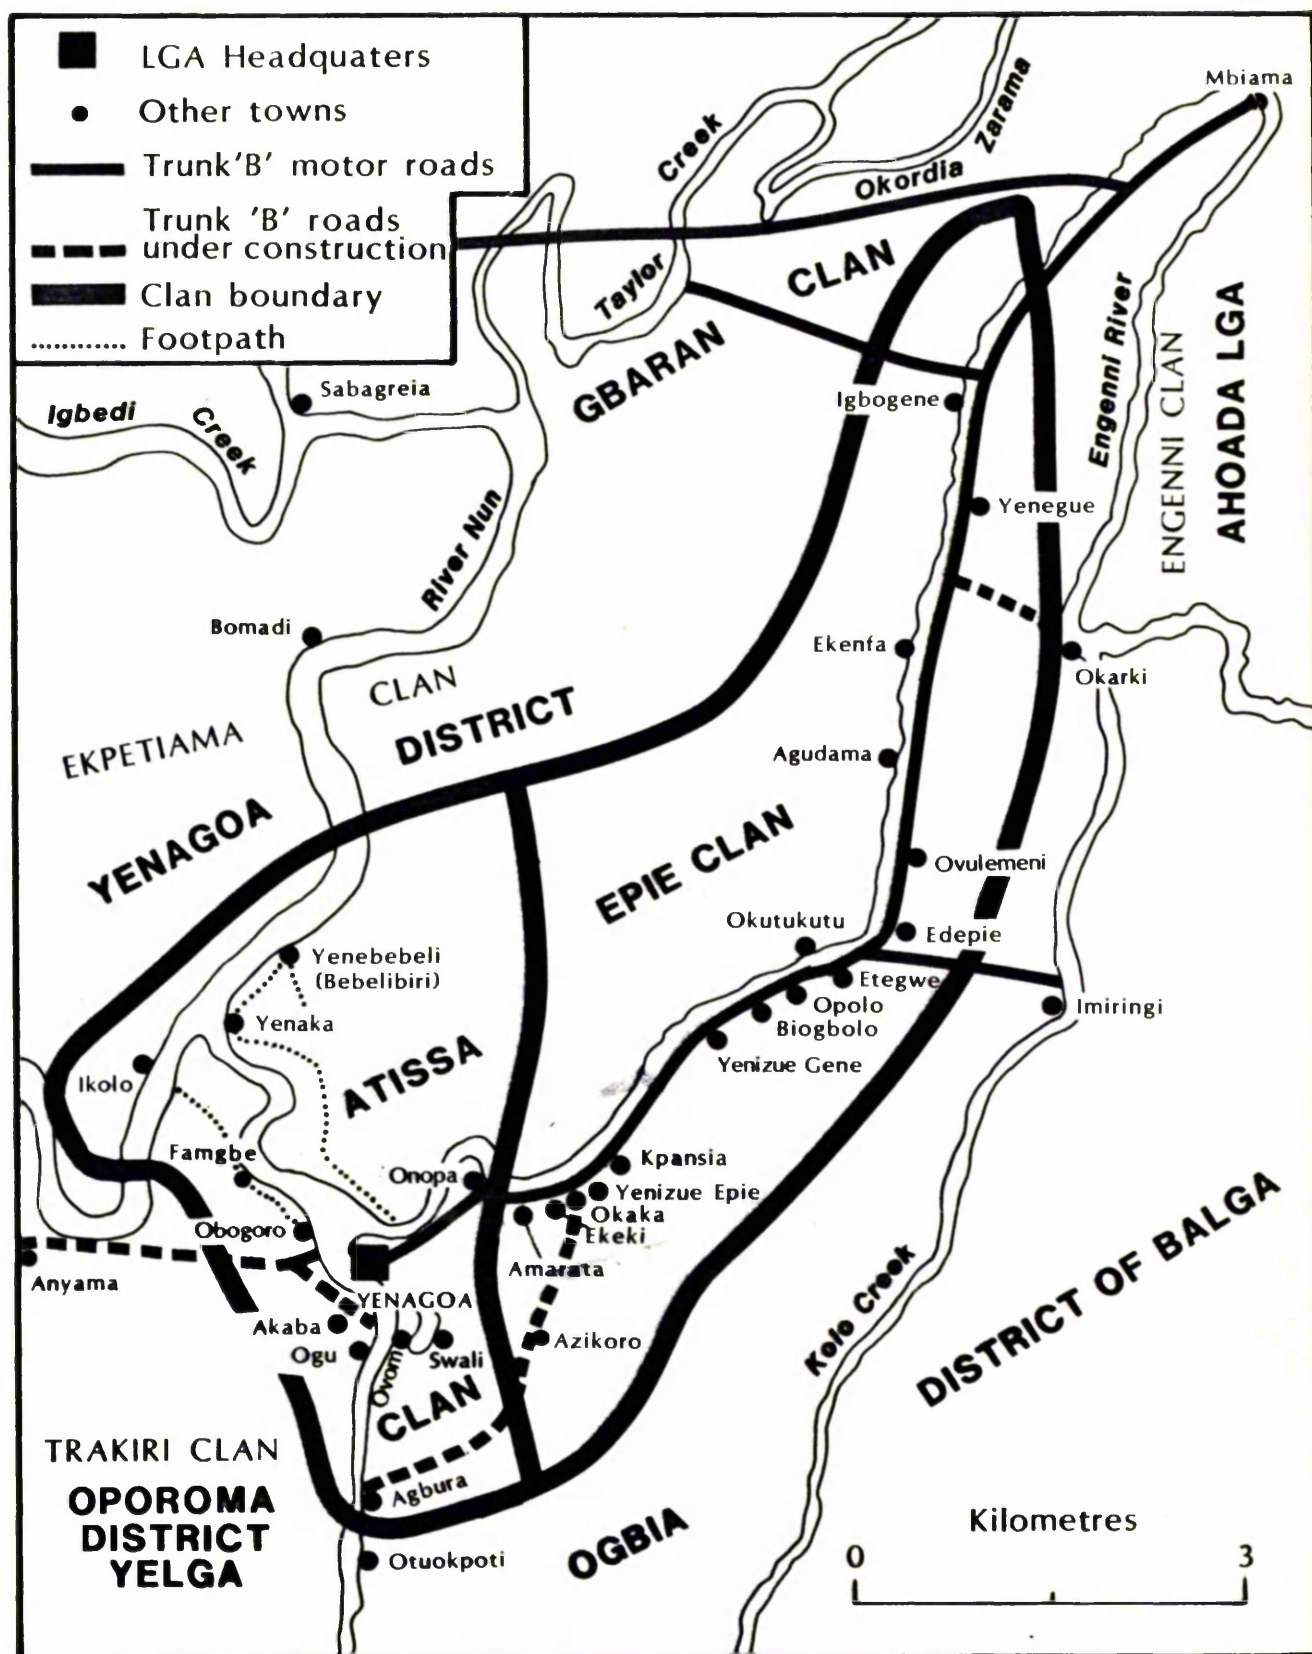 LGA Headquaters
Other towns
Trunk'B' motor roads
Trunk 'B' roads
under construction
Clan boundary
Footpath
Mbiama
Creek
Zarama
Okordia
CLAN
Taylor
GBARAN
Engenni River
ENGENNI CLAN
AHOADA LGA
Sabagreia
Igbedi
Creek
Igbogene
River Nun
Yenegue
Bomadi
Ekenfa
Okarki
CLAN
DISTRICT
EKPETIAMA
YENAGOA
Agudama
EPIE CLAN
Ovulemeni
Okutukutu
Edepie
Yenebebeli
(Bebelibiri)
Etegwe
Opolo
Imiringi
Biogbolo
Yenaka
Yenizue Gene
Ikolo
ATISSA
Famgbe
Kpansia
Onopa
Yenizue Epie
Okaka
Obogoro
Ekeki
Amarata
Anyama
YENAGOA
Akaba
Ogu
Ovom
Swali
Azikoro
Kolo Creek
DISTRICT OF BALGA
CLAN
TRAKIRI CLAN
Agbura
OPOROMA
DISTRICT
YELGA
Otuokpoti
OGBIA
Kilometres
0 3